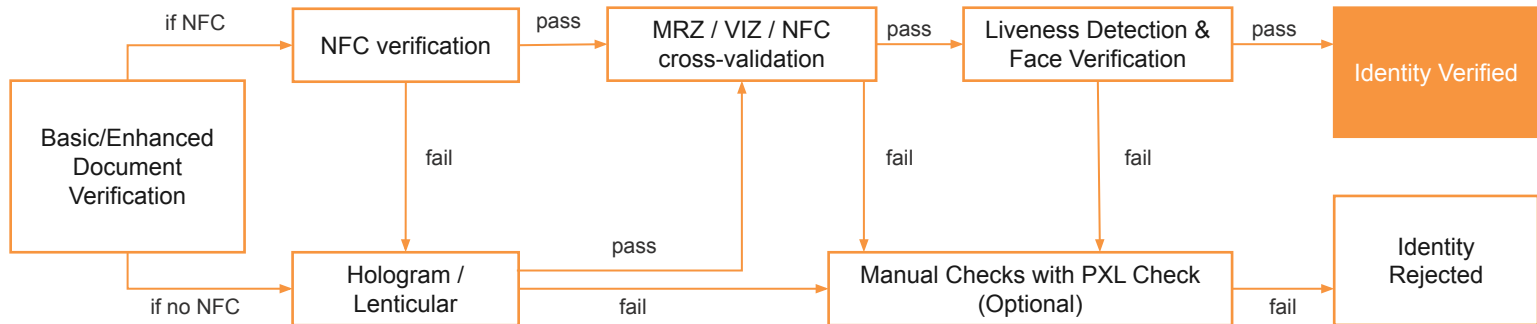 if NFC
NFC verification
pass
MRZ / VIZ / NFC
cross-validation
pass
Liveness Detection &
Face Verification
pass
Identity Verified
Basic/Enhanced
Document
Verification
fail
fail
fail
if no NFC
Hologram /
Lenticular
pass
fail
Manual Checks with PXL Check
(Optional)
fail
Identity
Rejected